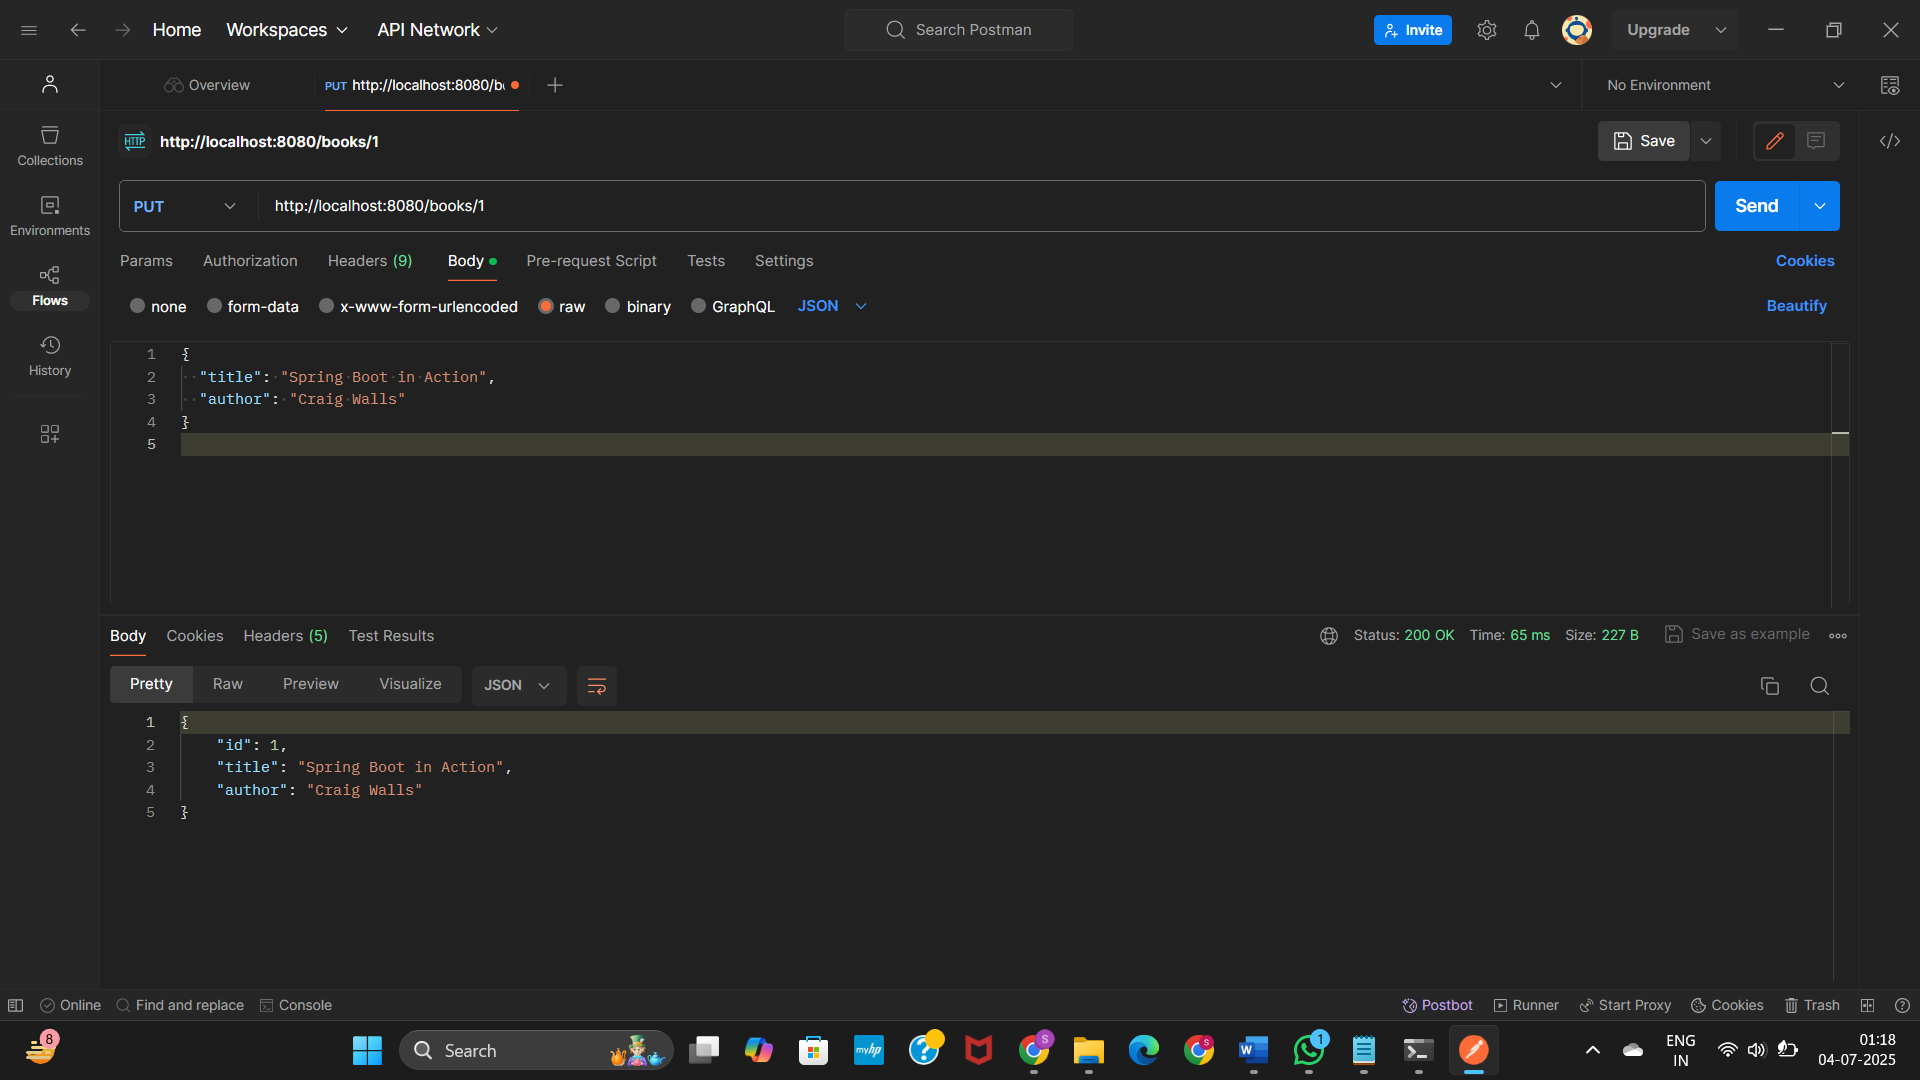 Home
Workspaces
API Network
Search Postman
Invite
Upgrade
Overview
PUT http://localhost:8080/b
No Environment
HTTP http://localhost:8080/books/1
Save
Collections
Environments
Flows
History
PUT http://localhost:8080/books/1
Send
Params Authorization Headers (9) Body Pre-request Script Tests Settings Cookies
none form-data x-www-form-urlencoded raw binary GraphQL JSON Beautify
1 {
2 "title": "Spring Boot in Action",
3 "author": "Craig Walls"
4 }
5
Body Cookies Headers (5) Test Results Status: 200 OK Time: 65 ms Size: 227 B Save as example
Pretty Raw Preview Visualize JSON
1 {
2 "id": 1,
3 "title": "Spring Boot in Action",
4 "author": "Craig Walls"
5 }
Online Find and replace Console Postbot Runner Start Proxy Cookies Trash
8
Search
myhp
S
S
W
1
ENG
IN
01:18
04-07-2025